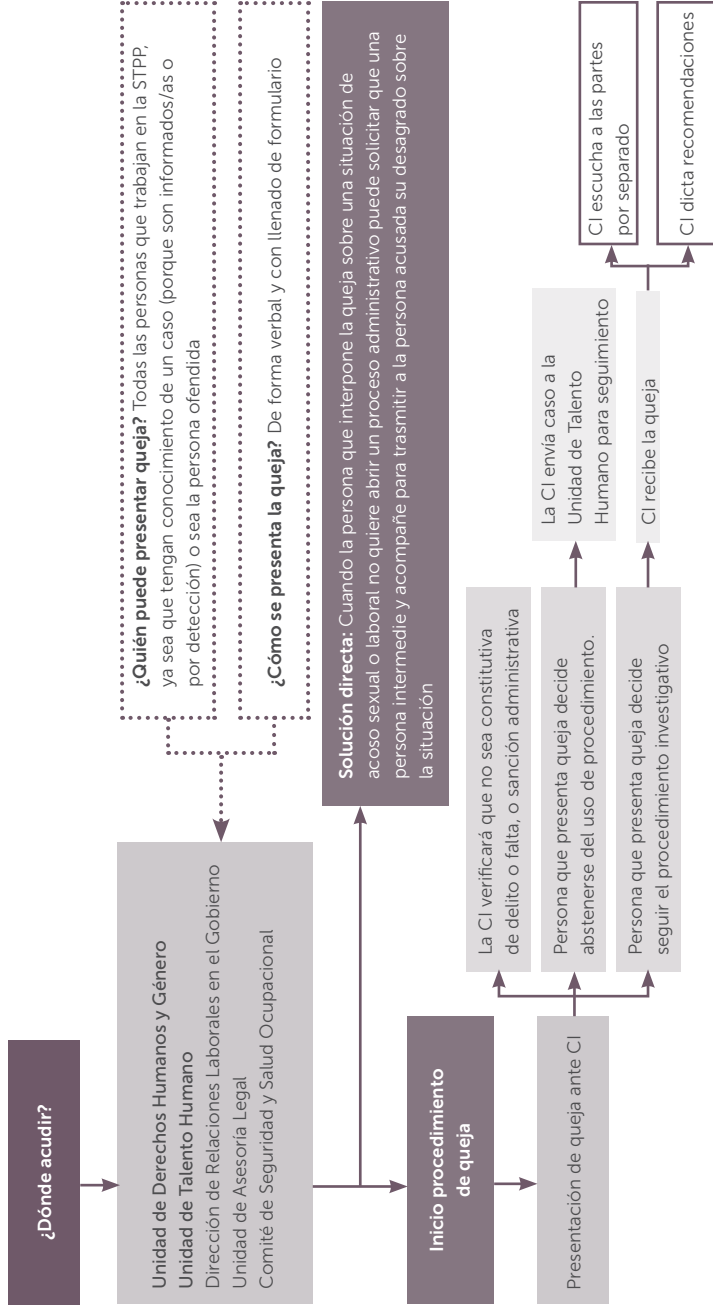 ¿Dónde acudir?
Unidad de Derechos Humanos y Género
Unidad de Talento Humano
Dirección de Relaciones Laborales en el Gobierno
Unidad de Asesoría Legal
Comité de Seguridad y Salud Ocupacional
¿Quién puede presentar queja? Todas las personas que trabajan en la STPP,
ya sea que tengan conocimiento de un caso (porque son informados/as o
por detección) o sea la persona ofendida
¿Cómo se presenta la queja? De forma verbal y con llenado de formulario
Solución directa: Cuando la persona que interpone la queja sobre una situación de
acoso sexual o laboral no quiere abrir un proceso administrativo puede solicitar que una
persona intermedie y acompañe para trasmitir a la persona acusada su desagrado sobre
la situación
Inicio procedimiento
de queja
Presentación de queja ante CI
La CI verificará que no sea constitutiva
de delito o falta, o sanción administrativa
Persona que presenta queja decide
abstenerse del uso de procedimiento.
Persona que presenta queja decide
seguir el procedimiento investigativo
La CI envía caso a la
Unidad de Talento
Humano para seguimiento
CI recibe la queja
CI escucha a las partes
por separado
CI dicta recomendaciones